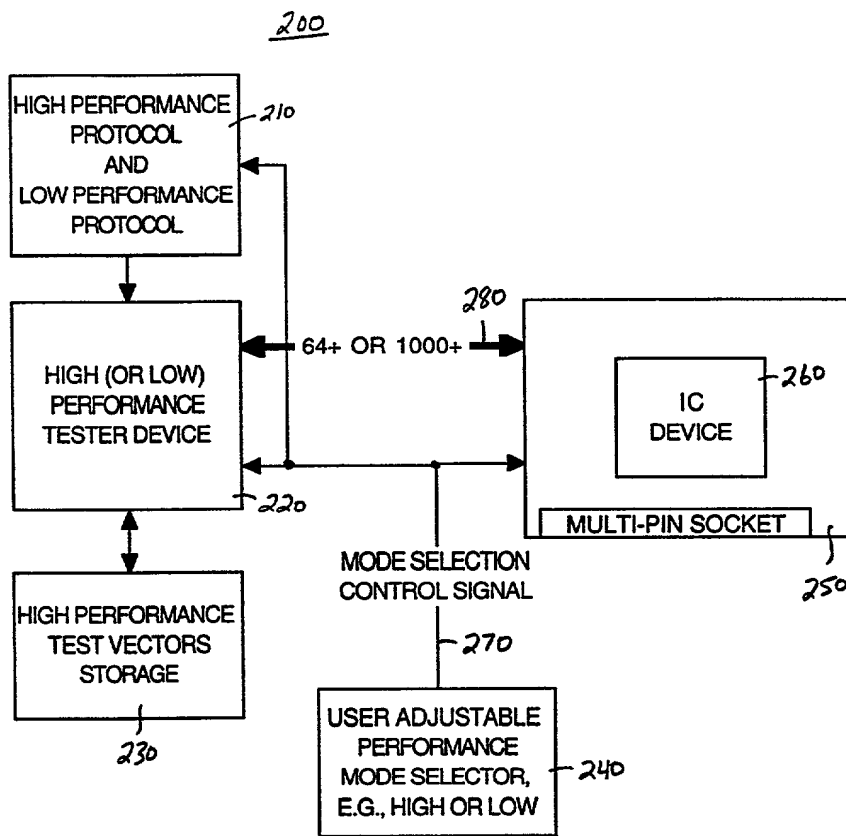 200
HIGH PERFORMANCE
PROTOCOL
AND
LOW PERFORMANCE
PROTOCOL
210
280
64+ OR 1000+
HIGH (OR LOW)
PERFORMANCE
TESTER DEVICE
220
IC
DEVICE
260
MULTI-PIN SOCKET
250
MODE SELECTION
CONTROL SIGNAL
270
HIGH PERFORMANCE
TEST VECTORS
STORAGE
230
USER ADJUSTABLE
PERFORMANCE
MODE SELECTOR,
E.G., HIGH OR LOW
240